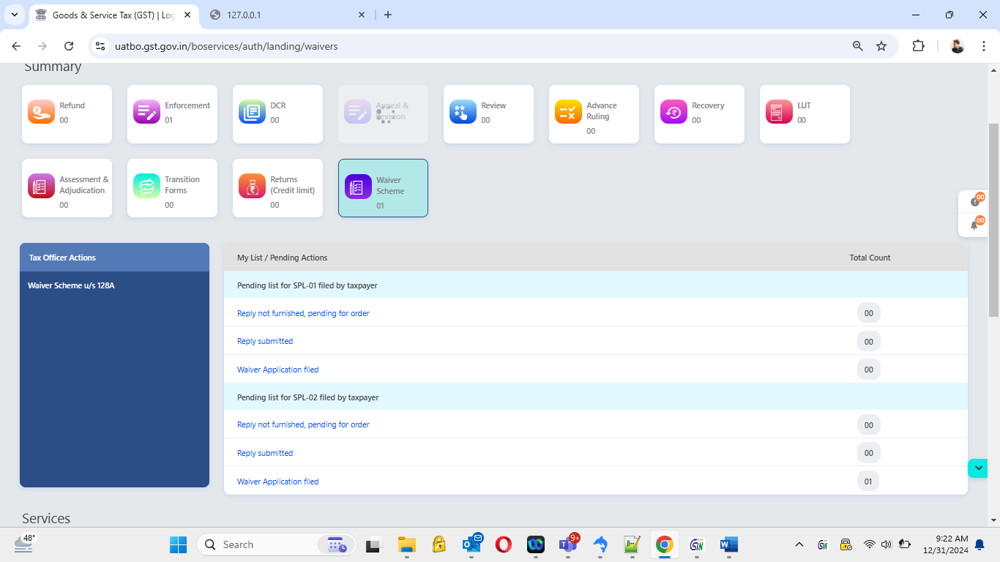 Goods & Service Tax (GST) | Log
127.0.0.1
uatbo.gst.gov.in/boservices/auth/landing/waivers
Summary
Refund
00
Enforcement
01
DCR
00
Appeal &
Revision
Review
00
Advance
Ruling
00
Recovery
00
LUT
00
Assessment &
Adjudication
00
Transition
Forms
00
Returns
(Credit limit)
00
Waiver
Scheme
01
00
00
Tax Officer Actions
Waiver Scheme u/s 128A
My List / Pending Actions Total Count
Pending list for SPL-01 filed by taxpayer
Reply not furnished, pending for order 00
Reply submitted 00
Waiver Application filed 00
Pending list for SPL-02 filed by taxpayer
Reply not furnished, pending for order 00
Reply submitted 00
Waiver Application filed 01
Services
48°
Search
9+
9:22 AM
12/31/2024